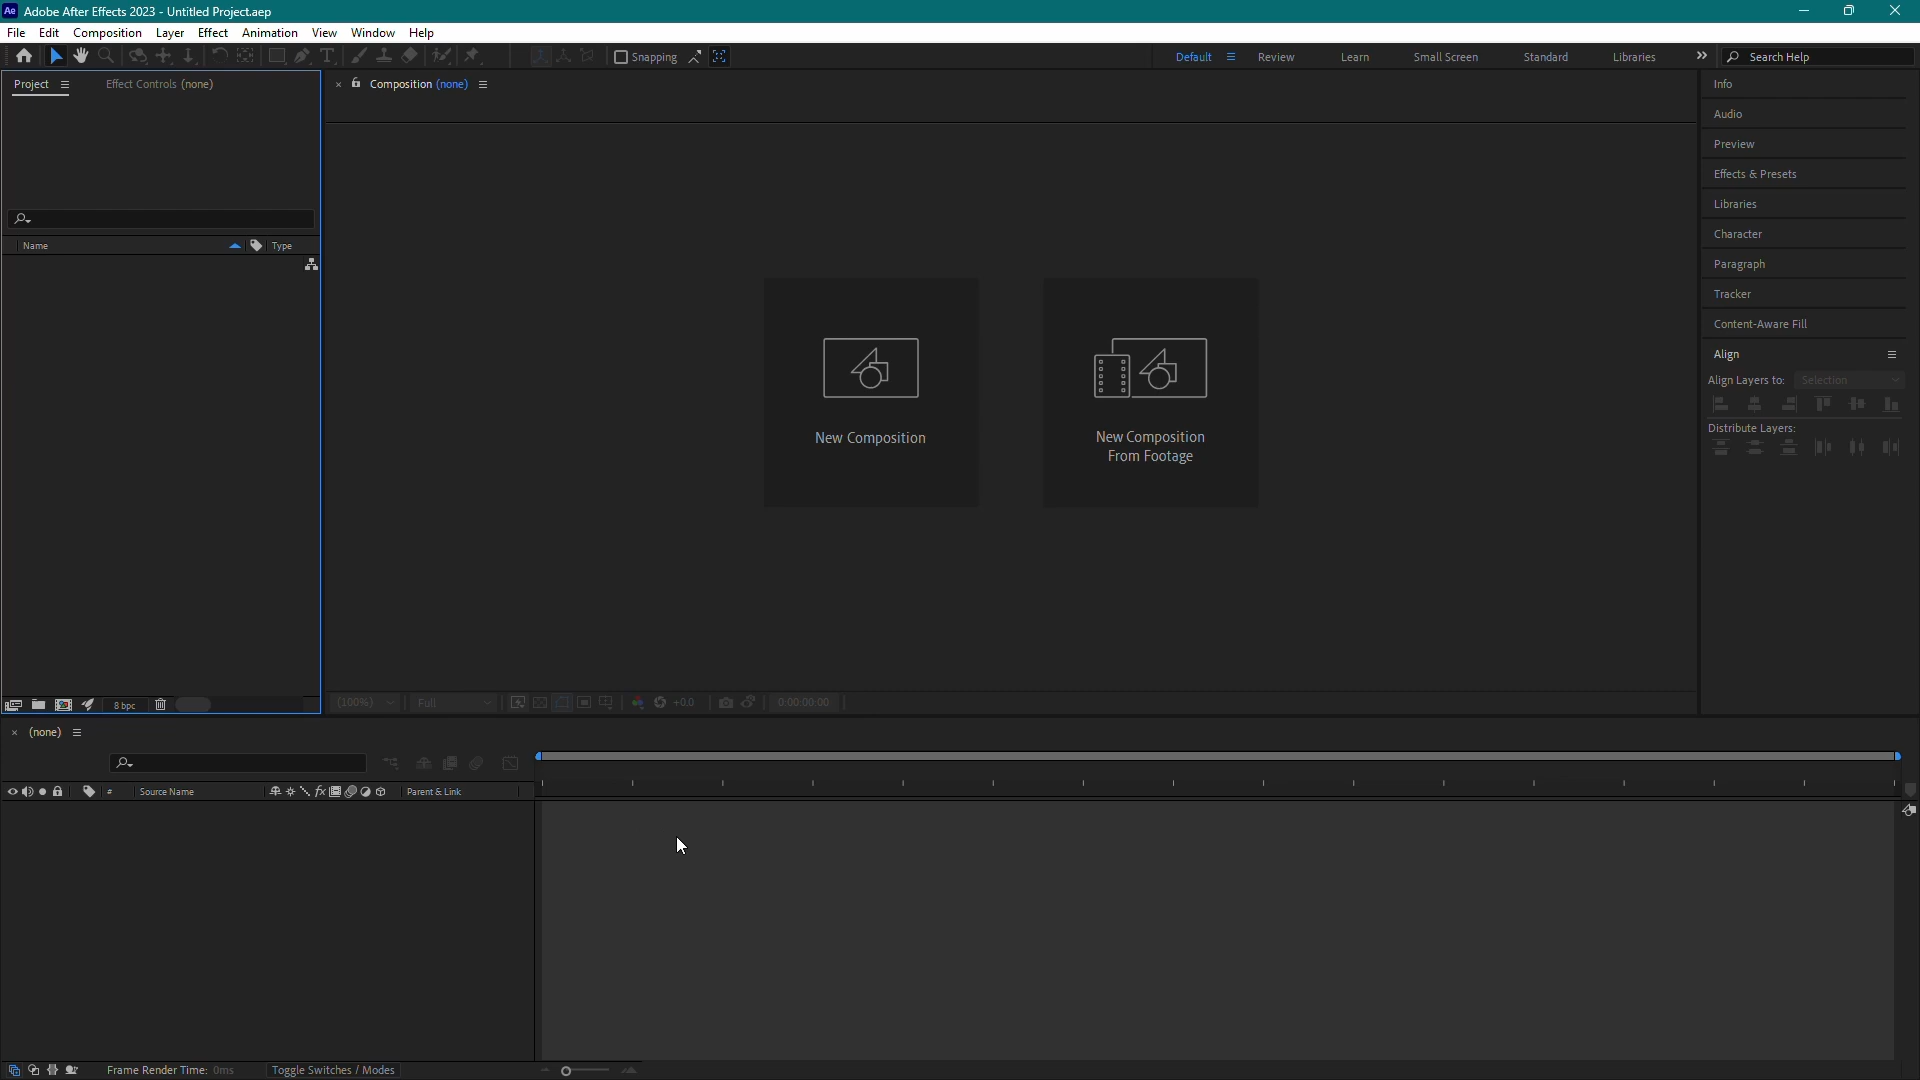 Ae Adobe After Effects 2023 - Untitled Project.aep
File Edit Composition Layer Effect Animation View Window Help
Snapping Default Review Learn Small Screen Standard Libraries Search Help
Project Effect Controls (none)
Composition (none)
Info
Audio
Preview
Effects & Presets
Libraries
Character
Paragraph
Tracker
Content-Aware Fill
Align
Align Layers to: Selection
Distribute Layers:
Name Type
New Composition
New Composition
From Footage
8 bpc
(100%) Full +0.0 0:00:00:00
(none)
# Source Name fx Parent & Link
Frame Render Time: 0ms Toggle Switches / Modes